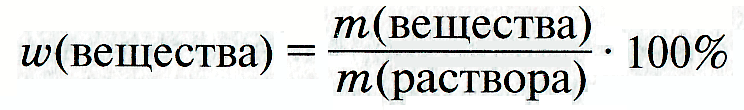 w(вещества) = m(вещества) / m(раствора) · 100%